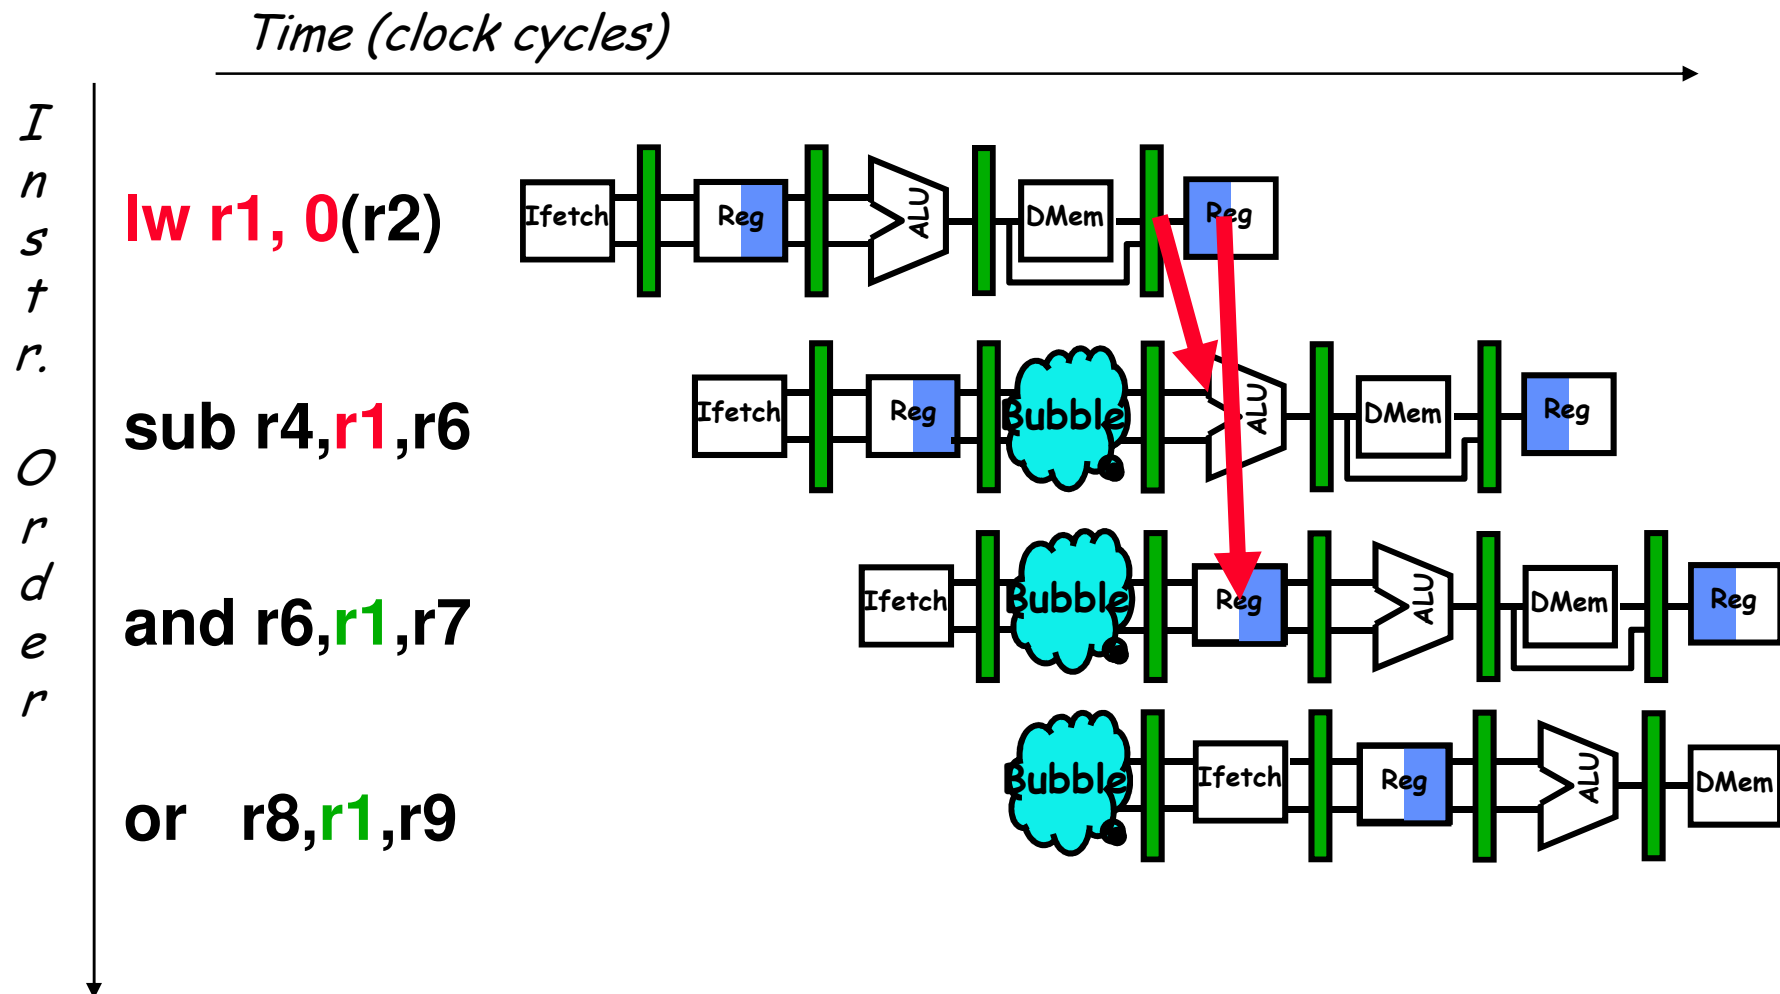 Time (clock cycles)
Instr. Order
lw r1, 0(r2)
Ifetch Reg ALU DMem Reg
sub r4,r1,r6
Ifetch Reg Bubble ALU DMem Reg
and r6,r1,r7
Ifetch Bubble Reg ALU DMem Reg
or r8,r1,r9
Bubble Ifetch Reg ALU DMem